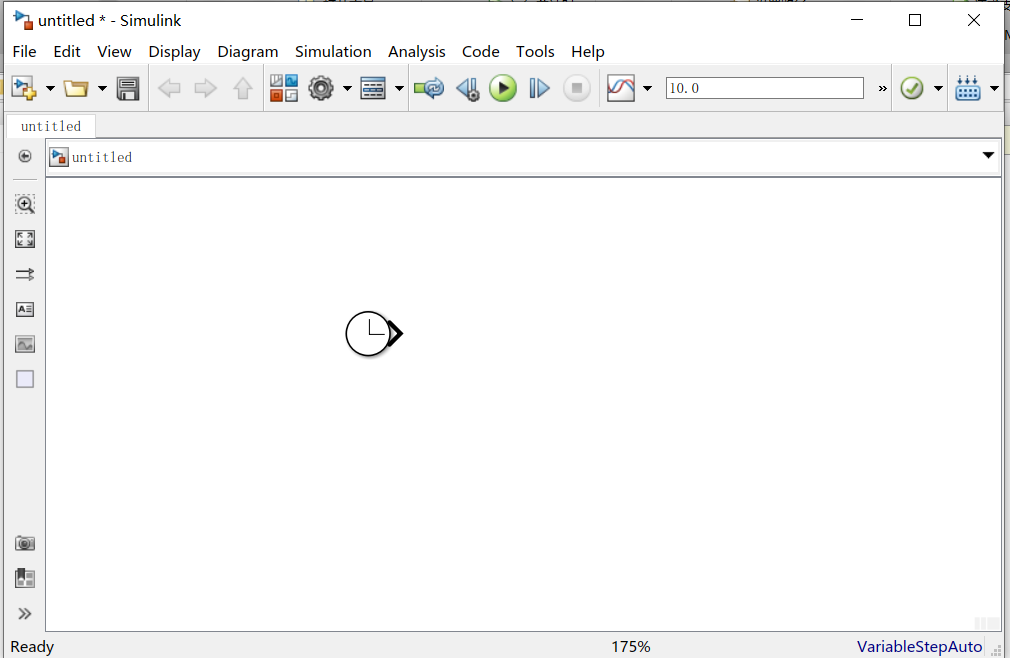 untitled * - Simulink
File Edit View Display Diagram Simulation Analysis Code Tools Help
10.0 »
untitled
untitled
Ready 175% VariableStepAuto